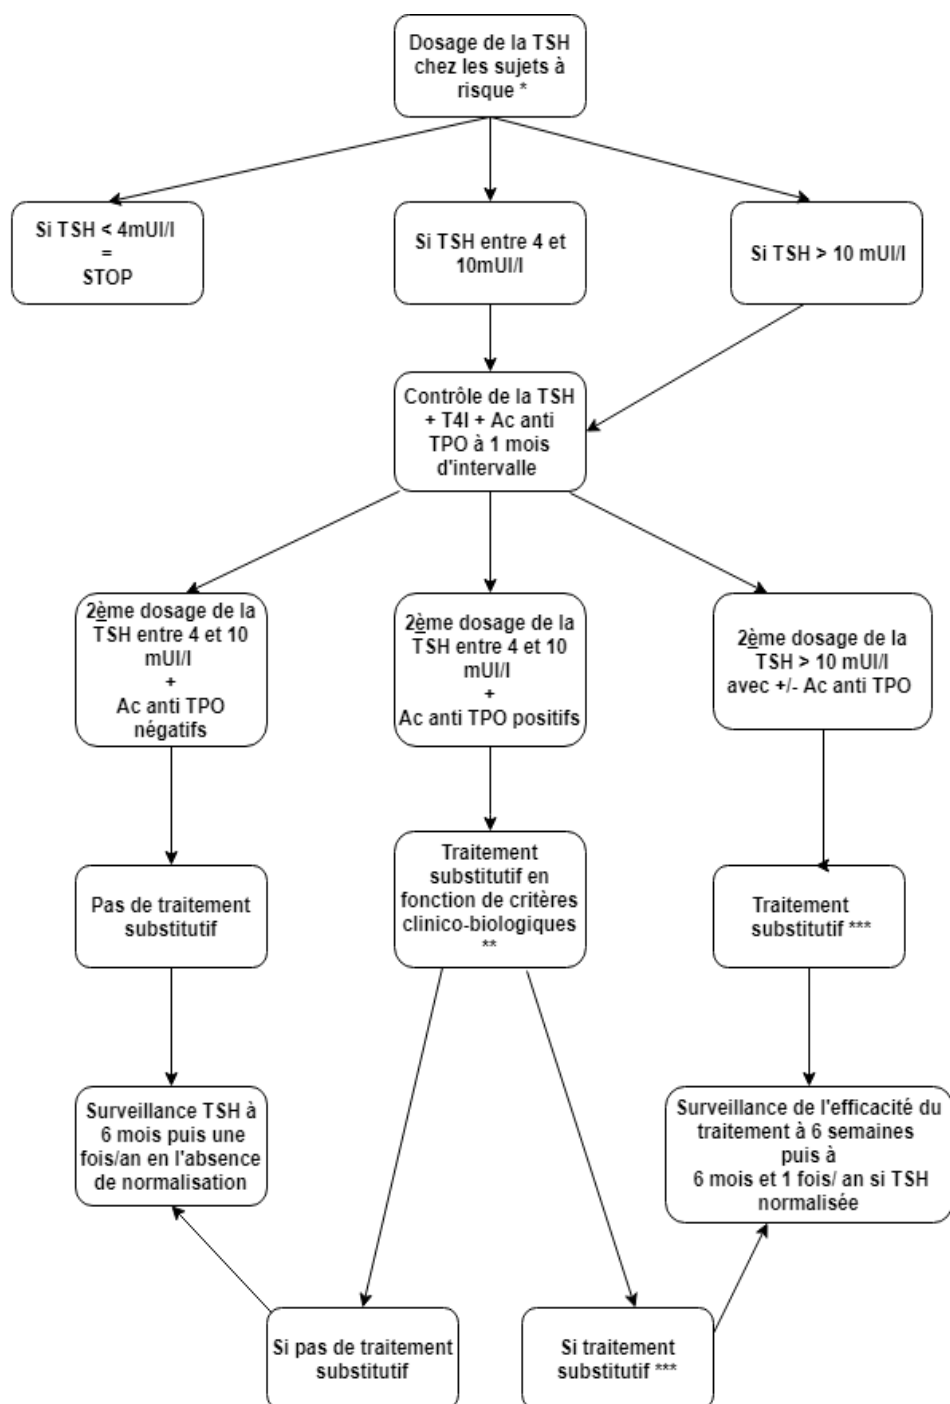 Dosage de la TSH
chez les sujets à
risque *
Si TSH < 4mUI/l
=
STOP
Si TSH entre 4 et
10mUI/l
Si TSH > 10 mUI/l
Contrôle de la TSH
+ T4l + Ac anti
TPO à 1 mois
d'intervalle
2ème dosage de la
TSH entre 4 et 10
mUI/l
+
Ac anti TPO
négatifs
2ème dosage de la
TSH entre 4 et 10
mUI/l
+
Ac anti TPO positifs
2ème dosage de la
TSH > 10 mUI/l
avec +/- Ac anti TPO
Pas de traitement
substitutif
Traitement
substitutif en
fonction de critères
clinico-biologiques
**
Traitement
substitutif ***
Surveillance TSH à
6 mois puis une
fois/an en l'absence
de normalisation
Surveillance de l'efficacité du
traitement à 6 semaines
puis à
6 mois et 1 fois/ an si TSH
normalisée
Si pas de traitement
substitutif
Si traitement
substitutif ***